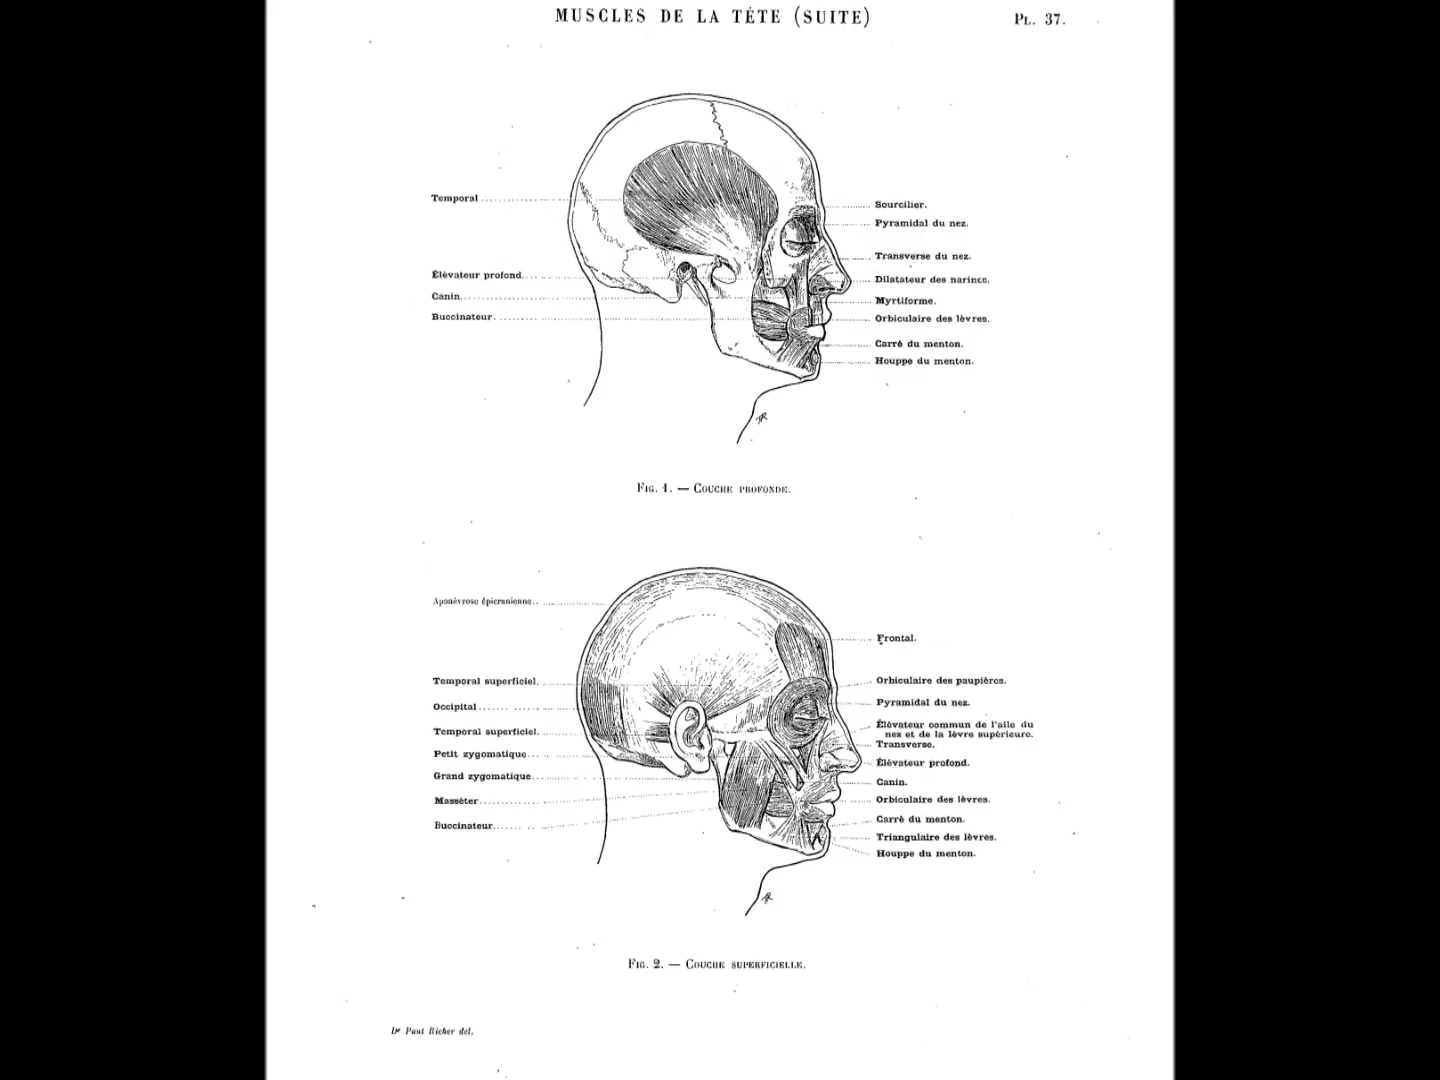 MUSCLES DE LA TÊTE (SUITE)
PL. 37.
Temporal
Élévateur profond
Canin
Buccinateur
Sourcilier.
Pyramidal du nez.
Transverse du nez.
Dilatateur des narines.
Myrtiforme.
Orbiculaire des lèvres.
Carré du menton.
Houppe du menton.
FIG. 1. — COUCHE PROFONDE.
Aponévrose épicranienne
Temporal superficiel.
Occipital
Temporal superficiel.
Petit zygomatique
Grand zygomatique
Masséter
Buccinateur
Frontal.
Orbiculaire des paupières.
Pyramidal du nez.
Élévateur commun de l'aile du
nez et de la lèvre supérieure.
Transverse.
Élévateur profond.
Canin.
Orbiculaire des lèvres.
Carré du menton.
Triangulaire des lèvres.
Houppe du menton.
FIG. 2. — COUCHE SUPERFICIELLE.
Dr Paul Richer del.